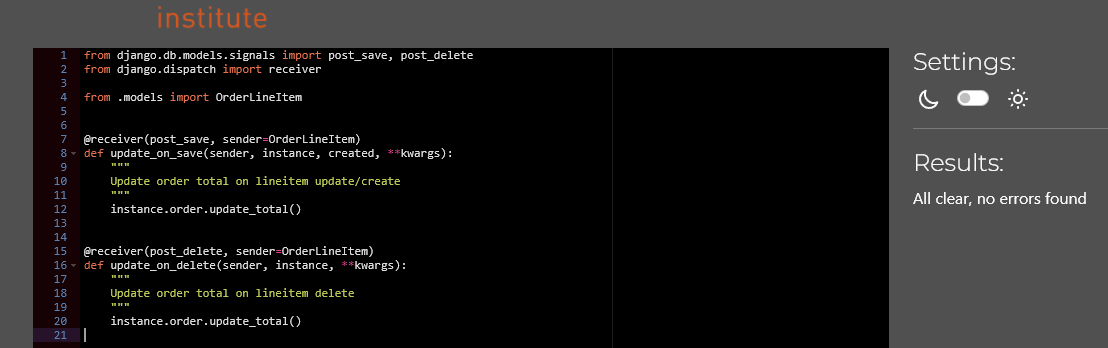 institute
1 from django.db.models.signals import post_save, post_delete
2 from django.dispatch import receiver
3
4 from .models import OrderLineItem
5
6
7 @receiver(post_save, sender=OrderLineItem)
8 def update_on_save(sender, instance, created, **kwargs):
9     """
10     Update order total on lineitem update/create
11     """
12     instance.order.update_total()
13
14
15 @receiver(post_delete, sender=OrderLineItem)
16 def update_on_delete(sender, instance, **kwargs):
17     """
18     Update order total on lineitem delete
19     """
20     instance.order.update_total()
21
Settings:
Results:
All clear, no errors found